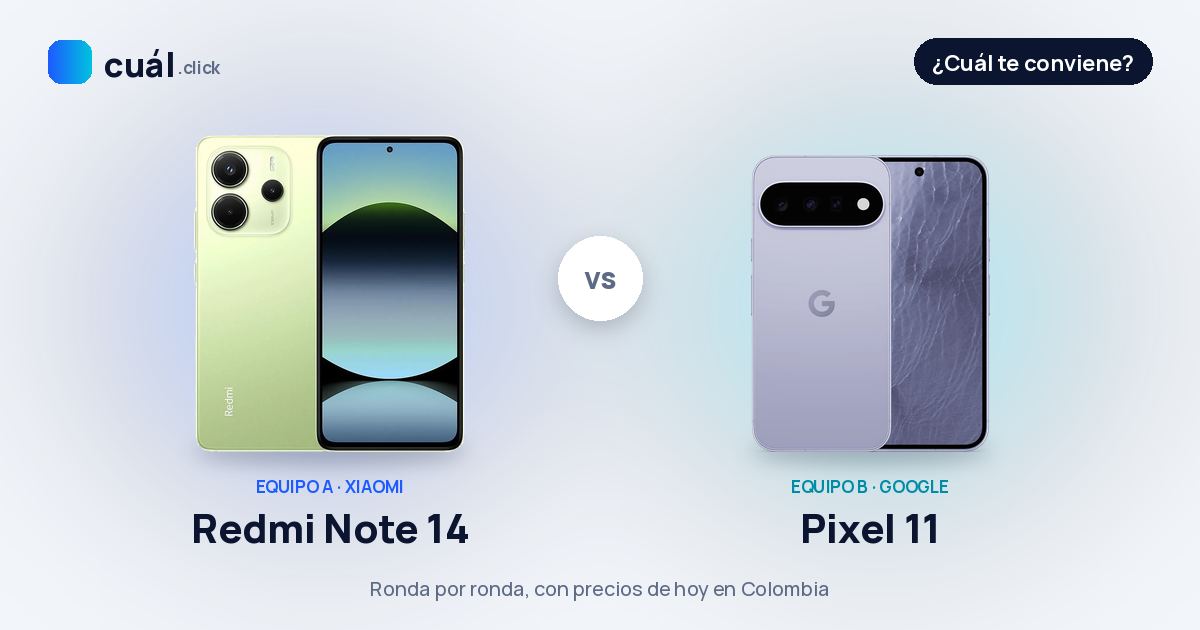 cuál.click
¿Cuál te conviene?
Redmi
G
vs
EQUIPO A · XIAOMI
EQUIPO B · GOOGLE
Redmi Note 14
Pixel 11
Ronda por ronda, con precios de hoy en Colombia